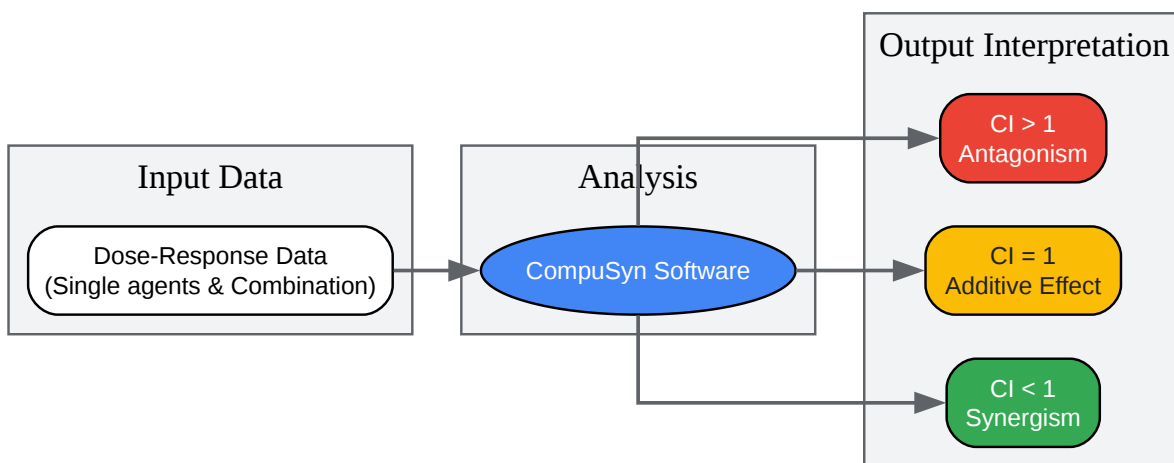 Input Data
Dose-Response Data
(Single agents & Combination)
Analysis
CompuSyn Software
Output Interpretation
CI > 1
Antagonism
CI = 1
Additive Effect
CI < 1
Synergism